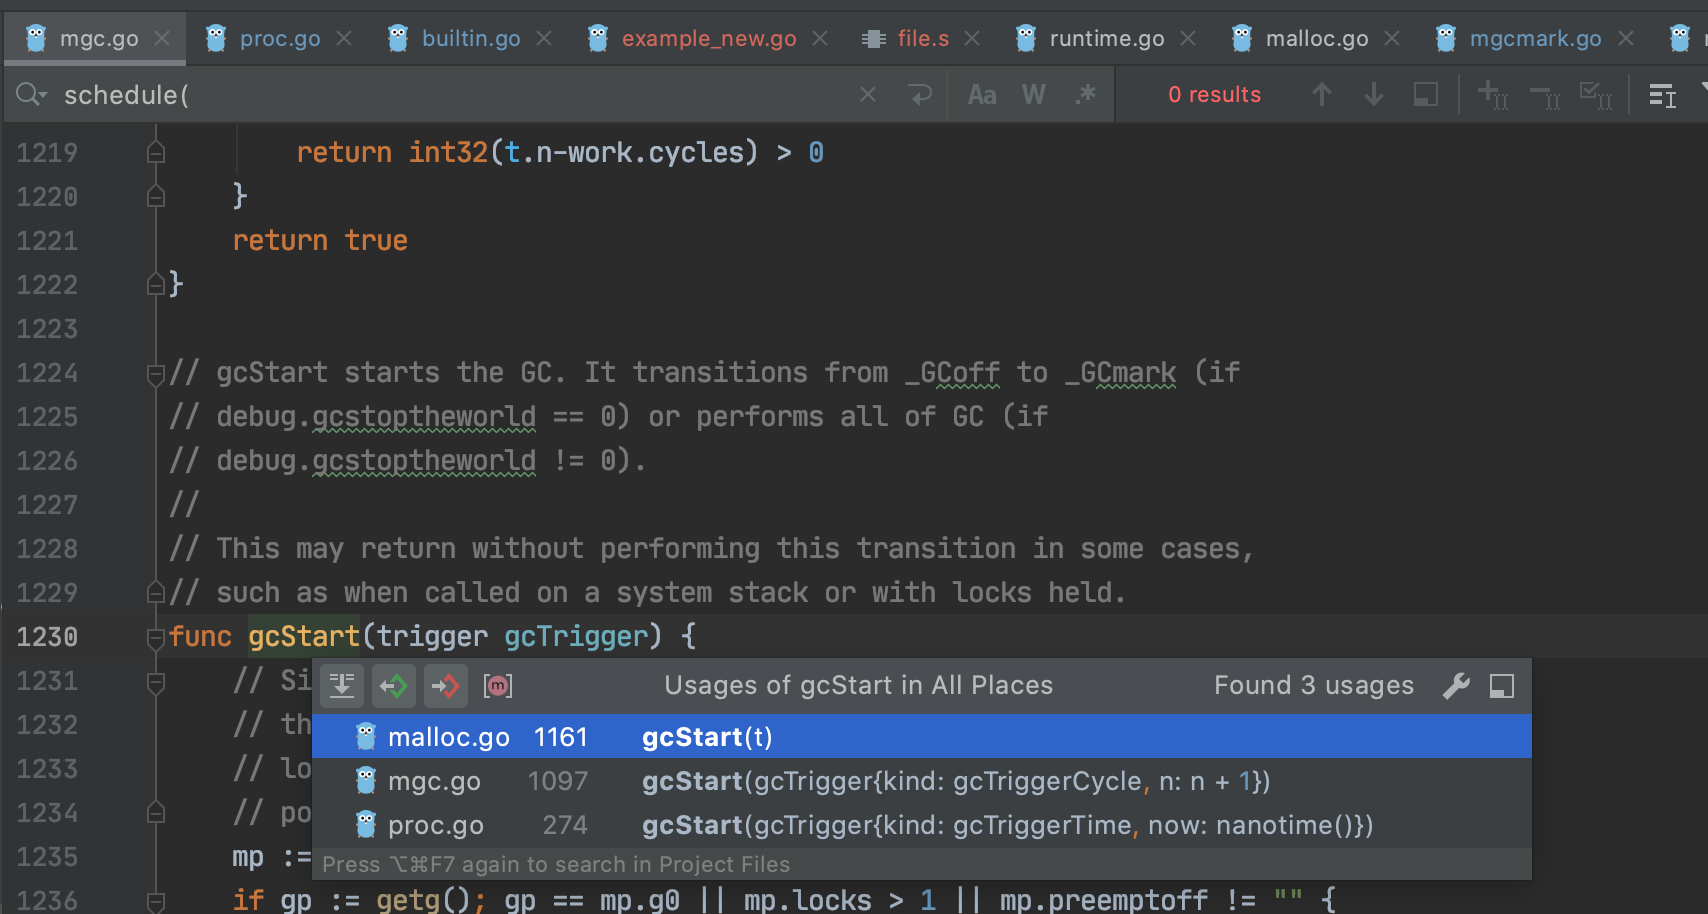 mgc.go proc.go builtin.go example_new.go file.s runtime.go malloc.go mgcmark.go
schedule( Aa W .* 0 results
1219 return int32(t.n-work.cycles) > 0
1220 }
1221 return true
1222 }
1223
1224 // gcStart starts the GC. It transitions from _GCoff to _GCmark (if
1225 // debug.gcstoptheworld == 0) or performs all of GC (if
1226 // debug.gcstoptheworld != 0).
1227 //
1228 // This may return without performing this transition in some cases,
1229 // such as when called on a system stack or with locks held.
1230 func gcStart(trigger gcTrigger) {
1231 // Si
[m] Usages of gcStart in All Places Found 3 usages
1232 // th
malloc.go 1161 gcStart(t)
1233 // lo
mgc.go 1097 gcStart(gcTrigger{kind: gcTriggerCycle, n: n + 1})
1234 // po
proc.go 274 gcStart(gcTrigger{kind: gcTriggerTime, now: nanotime()})
1235 mp :=
Press ⌥⌘F7 again to search in Project Files
1236 if gp := getg(); gp == mp.g0 || mp.locks > 1 || mp.preemptoff != "" {